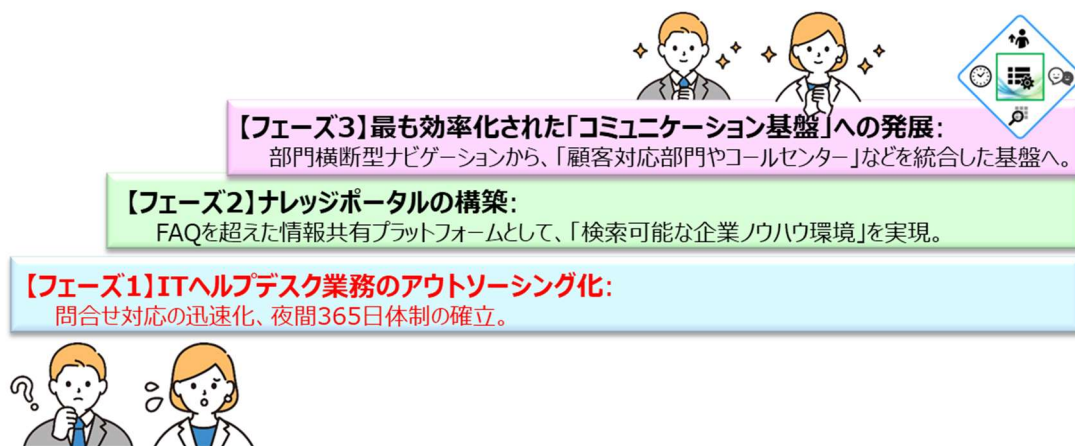 【フェーズ3】最も効率化された「コミュニケーション基盤」への発展：
部門横断型ナビゲーションから、「顧客対応部門やコールセンター」などを統合した基盤へ。
【フェーズ2】ナレッジポータルの構築：
FAQを超えた情報共有プラットフォームとして、「検索可能な企業ノウハウ環境」を実現。
【フェーズ1】ITヘルプデスク業務のアウトソーシング化：
問合せ対応の迅速化、夜間365日体制の確立。